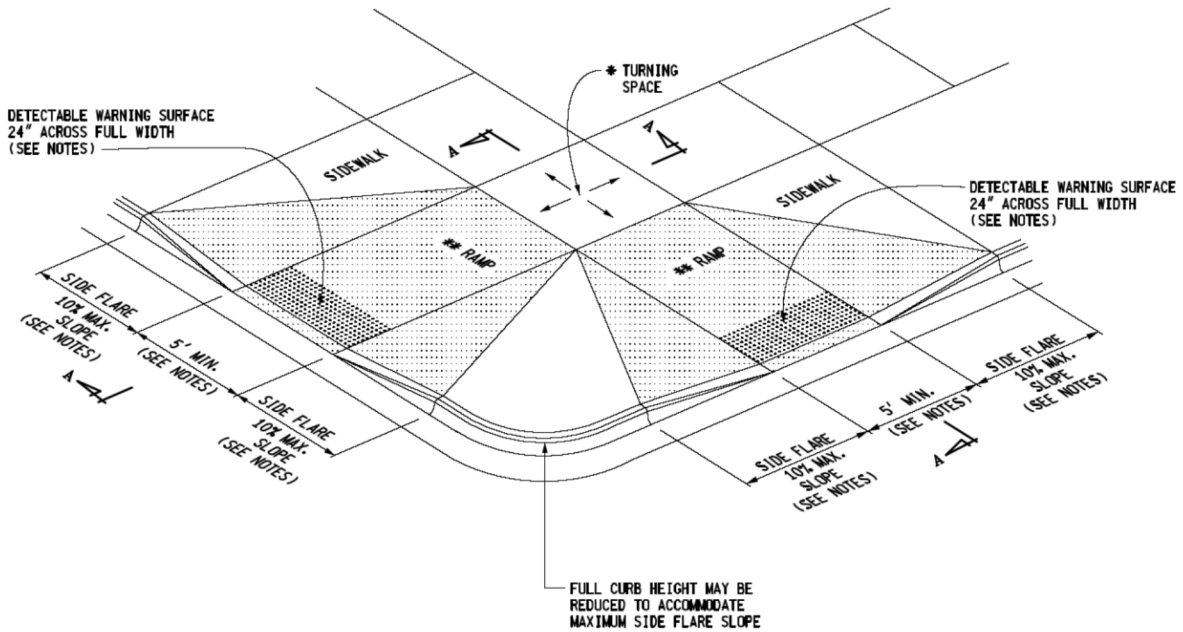 * TURNING
SPACE
DETECTABLE WARNING SURFACE
24" ACROSS FULL WIDTH
(SEE NOTES)
A
A
SIDEWALK
SIDEWALK
DETECTABLE WARNING SURFACE
24" ACROSS FULL WIDTH
(SEE NOTES)
** RAMP
** RAMP
SIDE FLARE
10% MAX.
SLOPE
(SEE NOTES)
5' MIN.
(SEE NOTES)
SIDE FLARE
10% MAX.
SLOPE
(SEE NOTES)
A
SIDE FLARE
10% MAX.
SLOPE
(SEE NOTES)
5' MIN.
(SEE NOTES)
SIDE FLARE
10% MAX.
SLOPE
(SEE NOTES)
A
FULL CURB HEIGHT MAY BE
REDUCED TO ACCOMMODATE
MAXIMUM SIDE FLARE SLOPE